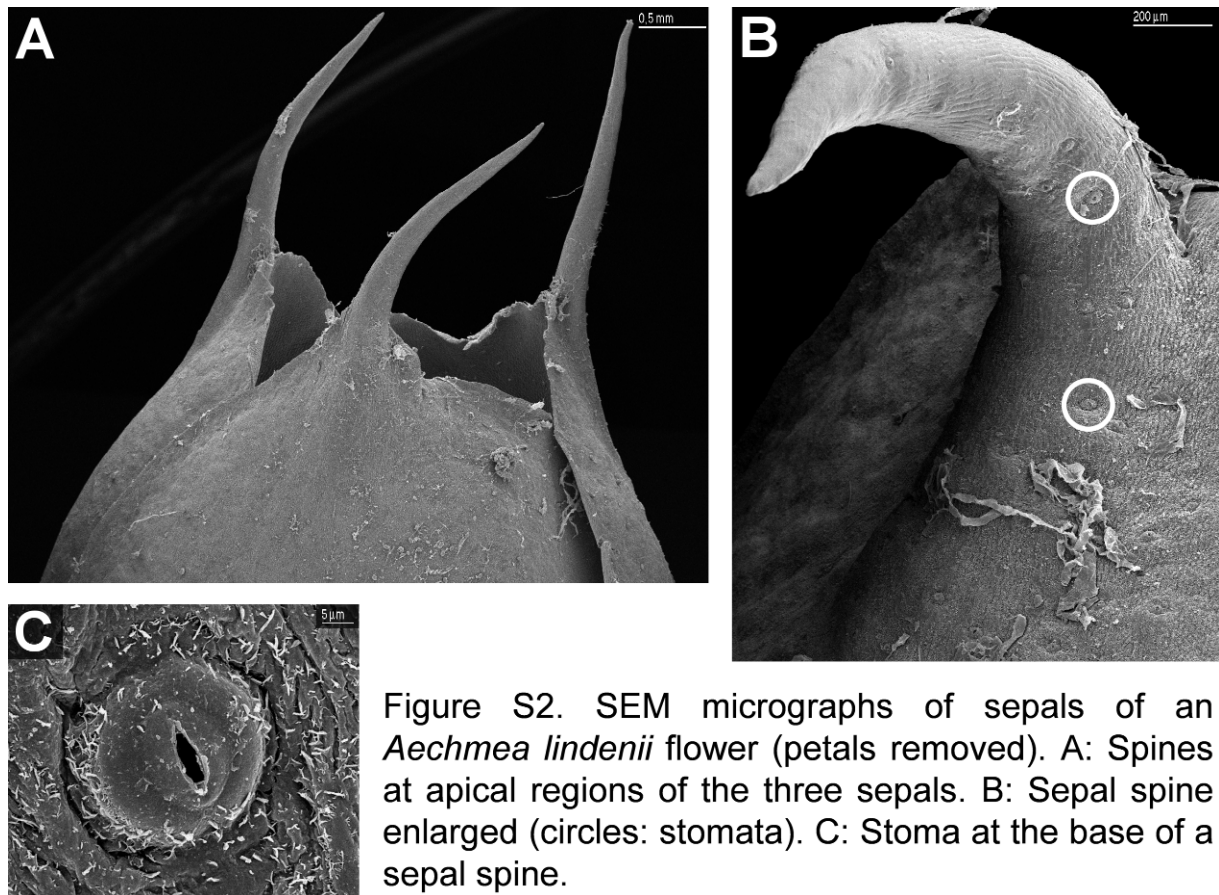 A
0,5 mm
B
200 µm
C
5 µm
Figure S2. SEM micrographs of sepals of an
Aechmea lindenii flower (petals removed). A: Spines
at apical regions of the three sepals. B: Sepal spine
enlarged (circles: stomata). C: Stoma at the base of a
sepal spine.